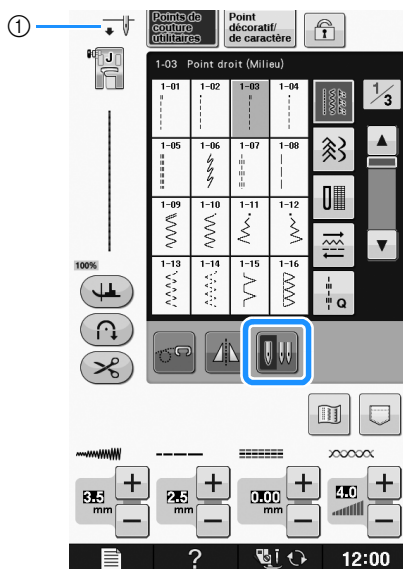 ①
Points de
couture
utilitaires
Point
décoratif/
de caractère
J
1-03 Point droit (Milieu)
1-01 1-02 1-03 1-04
1/3
1-05 1-06 1-07 1-08
1-09 1-10 1-11 1-12
1-13 1-14 1-15 1-16
Q
100%
3.5 mm
2.5 mm
0.00 mm
4.0
+ + + +
− − − −
? 12:00